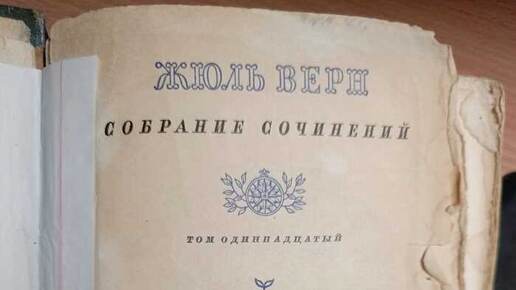 ЖЮЛЬ ВЕРН
СОБРАНИЕ СОЧИНЕНИЙ
ТОМ ОДИННАДЦАТЫЙ